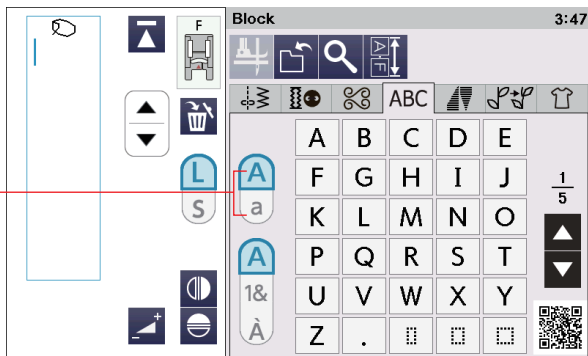 Block 3:47
F
A-F
ABC
L
S
A
a
A
1&
À
A B C D E
F G H I J
K L M N O
P Q R S T
U V W X Y
Z .
1
5